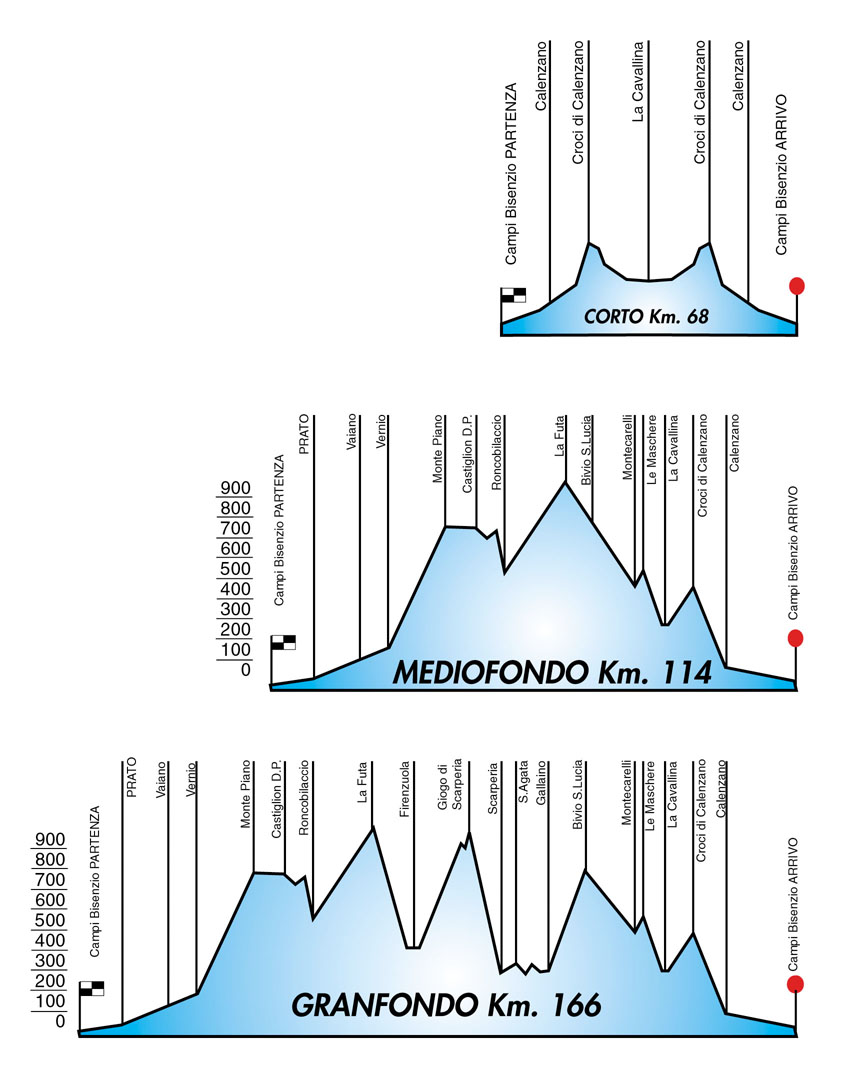 Campi Bisenzio PARTENZA
Calenzano
Croci di Calenzano
La Cavallina
Croci di Calenzano
Calenzano
Campi Bisenzio ARRIVO
CORTO Km. 68
900
800
700
600
500
400
300
200
100
0
Campi Bisenzio PARTENZA
PRATO
Vaiano
Vernio
Monte Piano
Castiglion D.P.
Roncobilaccio
La Futa
Bivio S.Lucia
Montecarelli
Le Maschere
La Cavallina
Croci di Calenzano
Calenzano
Campi Bisenzio ARRIVO
MEDIOFONDO Km. 114
900
800
700
600
500
400
300
200
100
0
Campi Bisenzio PARTENZA
PRATO
Vaiano
Vernio
Monte Piano
Castiglion D.P.
Roncobilaccio
La Futa
Firenzuola
Giogo di
Scarperia
Scarperia
S.Agata
Gallaino
Bivio S.Lucia
Montecarelli
Le Maschere
La Cavallina
Croci di Calenzano
Calenzano
Campi Bisenzio ARRIVO
GRANFONDO Km. 166